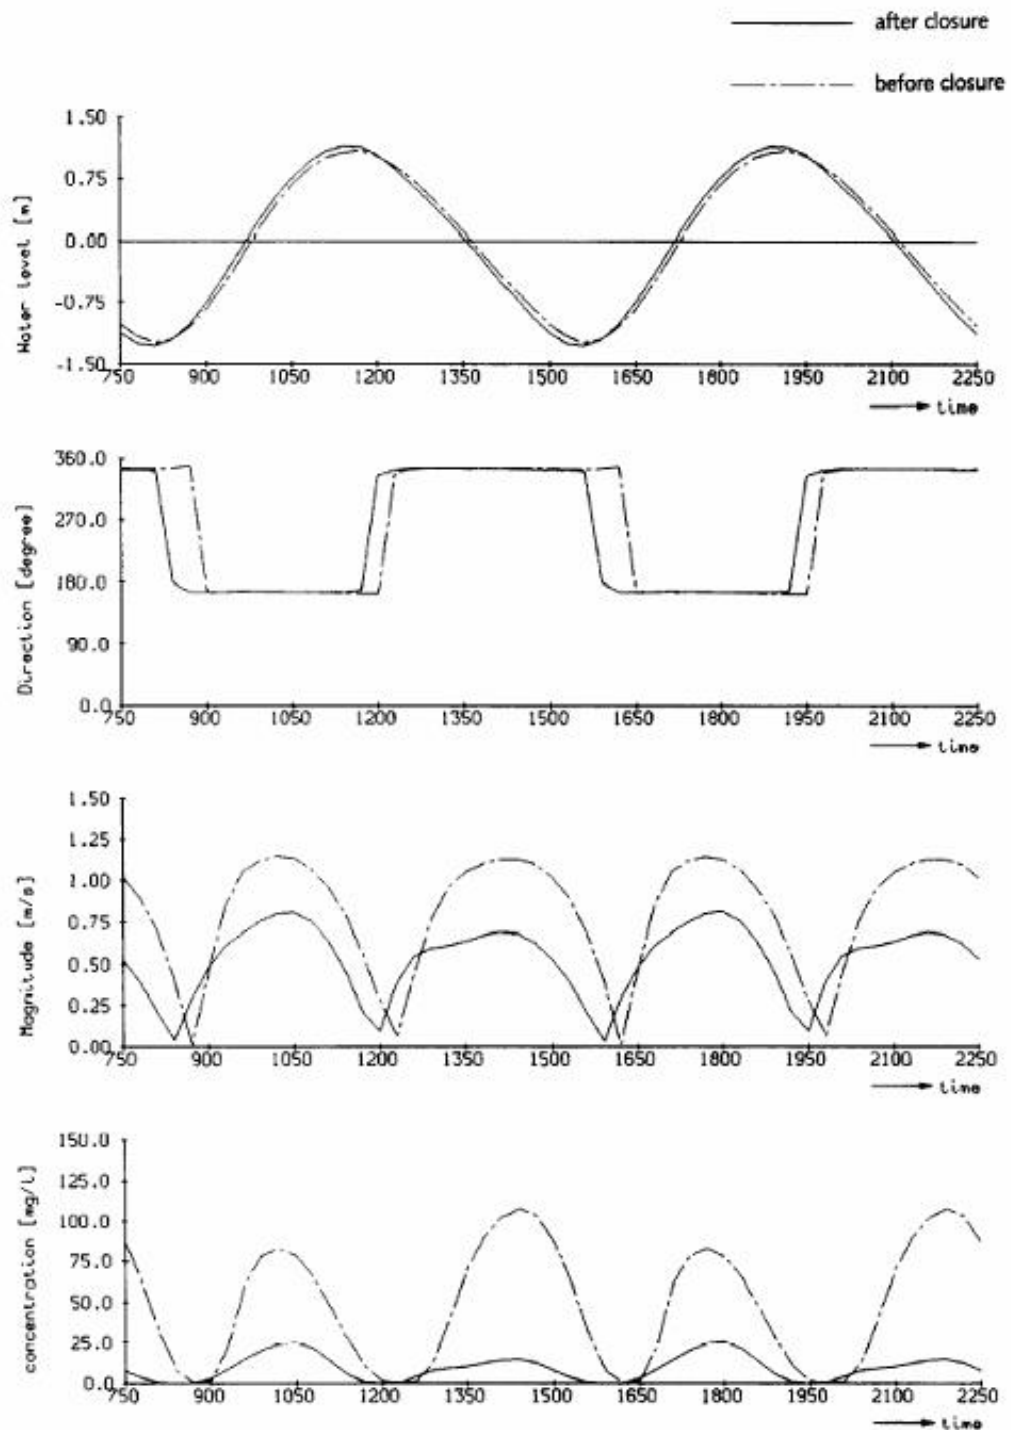 after closure
before closure
1.50
0.75
0.00
-0.75
-1.50
Water level [m]
750 900 1050 1200 1350 1500 1650 1800 1950 2100 2250
time
360.0
270.0
180.0
90.0
0.0
Direction [degree]
750 900 1050 1200 1350 1500 1650 1800 1950 2100 2250
time
1.50
1.25
1.00
0.75
0.50
0.25
0.00
Magnitude [m/s]
750 900 1050 1200 1350 1500 1650 1800 1950 2100 2250
time
150.0
125.0
100.0
75.0
50.0
25.0
0.0
concentration [mg/l]
750 900 1050 1200 1350 1500 1650 1800 1950 2100 2250
time